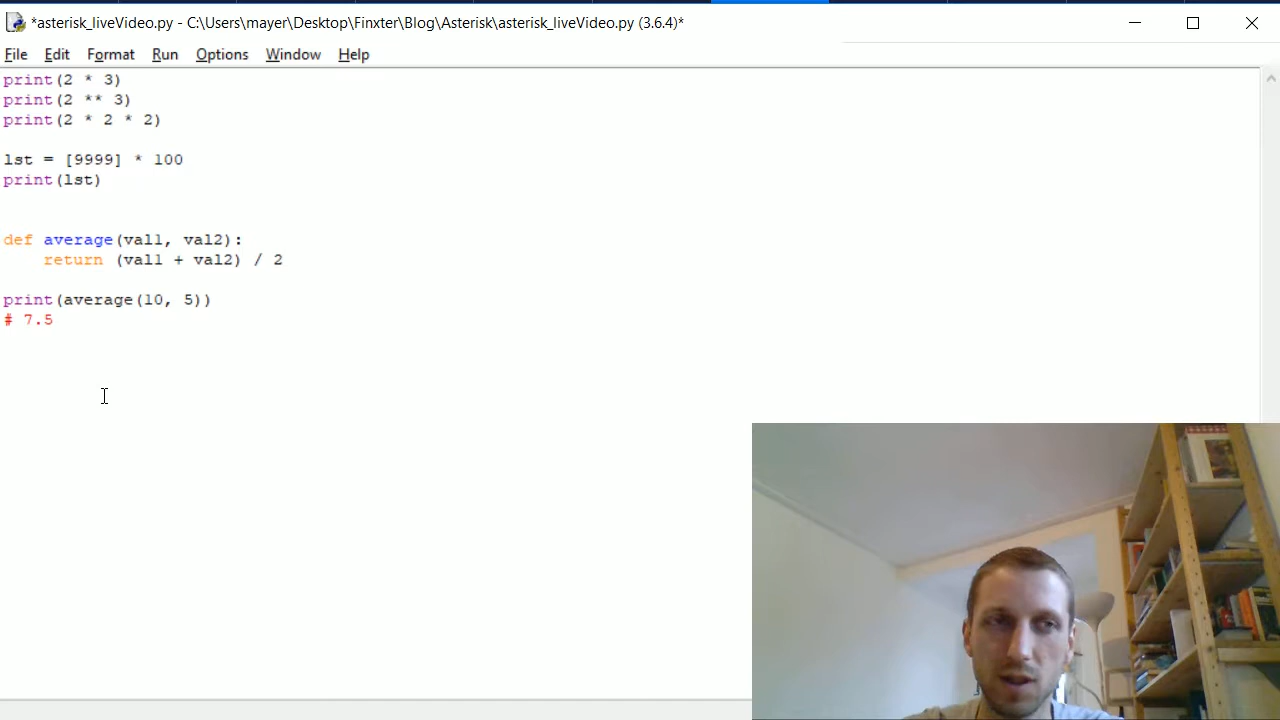 *asterisk_liveVideo.py - C:\Users\mayer\Desktop\Finxter\Blog\Asterisk\asterisk_liveVideo.py (3.6.4)*
File Edit Format Run Options Window Help
print(2 * 3)
print(2 ** 3)
print(2 * 2 * 2)
lst = [9999] * 100
print(lst)
def average(val1, val2):
    return (val1 + val2) / 2
print(average(10, 5))
# 7.5